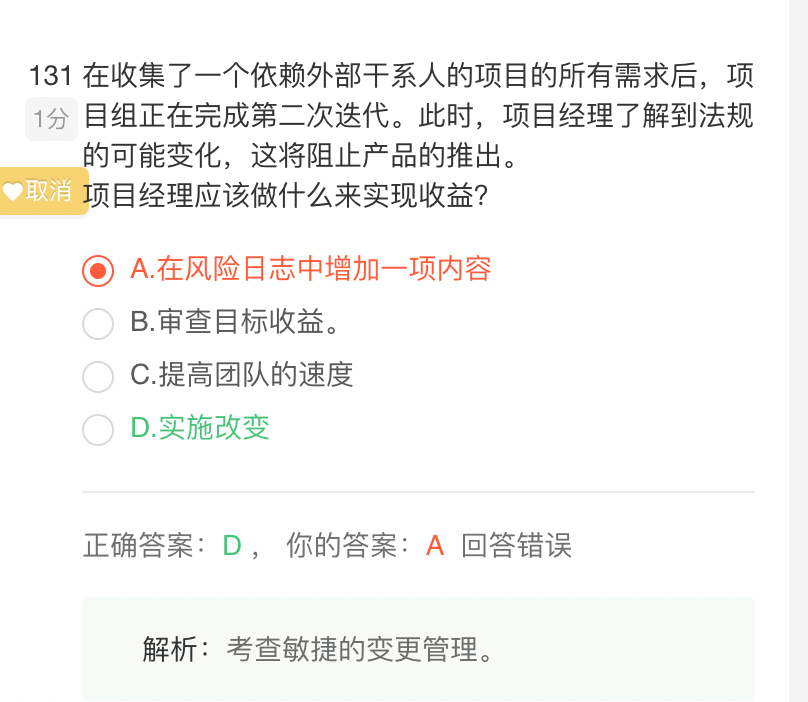 131 在收集了一个依赖外部干系人的项目的所有需求后，项
1分 目组正在完成第二次迭代。此时，项目经理了解到法规
的可能变化，这将阻止产品的推出。
取消 项目经理应该做什么来实现收益？
A.在风险日志中增加一项内容
B.审查目标收益。
C.提高团队的速度
D.实施改变
正确答案：D ， 你的答案：A 回答错误
解析：考查敏捷的变更管理。